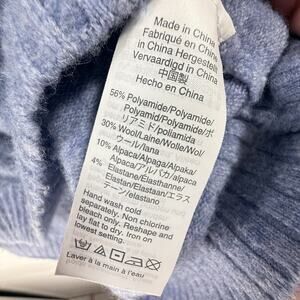 Made in China
Fabriqué en China
in China Hergestellt
Vervaardigd in China
中国製
Hecho en China
56% Polyamide/Polyamide/
Polyamid/Polyamide/ポ
リアミド/poliamida
30% Wool/Laine/Wolle/Wol/
ウール/lana
10% Alpaca/Alpaga/Alpaka/
Alpaca/アルパカ/alpaca
4% Elastane/Elasthanne/
Elastan/Elastaan/エラス
テーン/elastano
Hand wash cold
separately. Non chlorine
bleach only. Reshape and
lay flat to dry. Iron on
lowest setting.
Laver à la main à l'eau